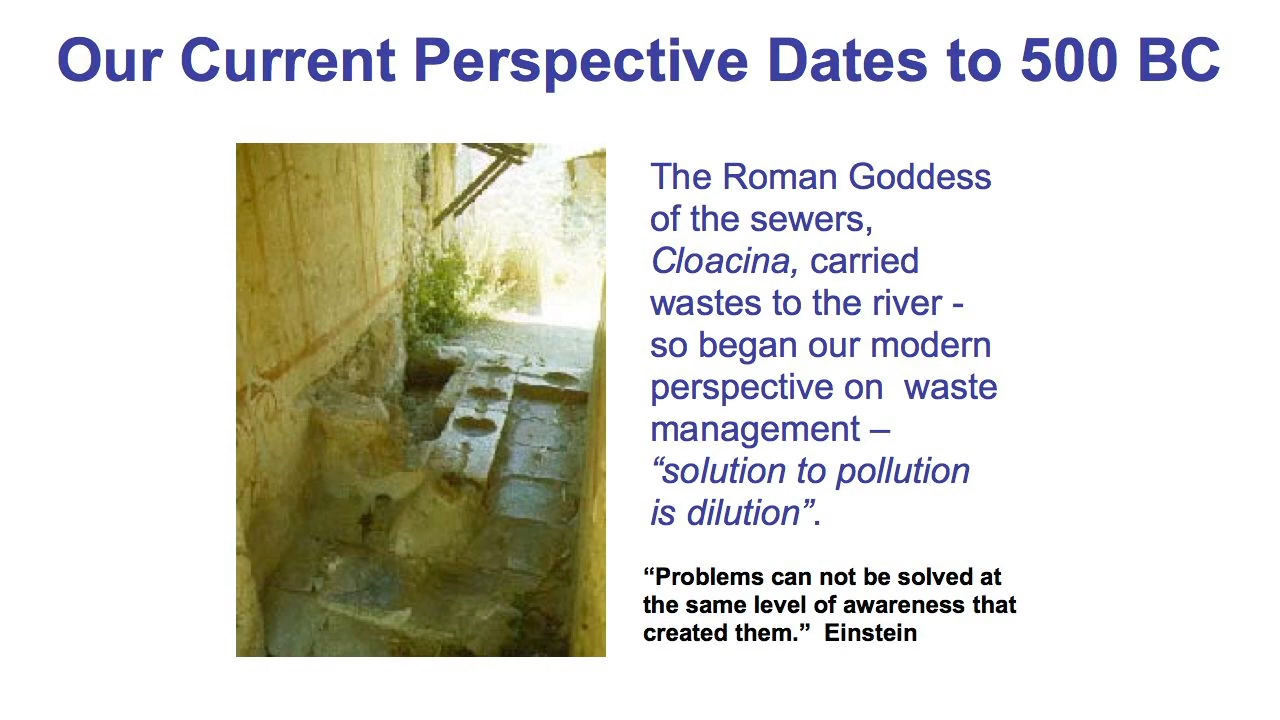 Our Current Perspective Dates to 500 BC
The Roman Goddess
of the sewers,
Cloacina, carried
wastes to the river -
so began our modern
perspective on  waste
management –
“solution to pollution
is dilution”.
“Problems can not be solved at
the same level of awareness that
created them.”  Einstein